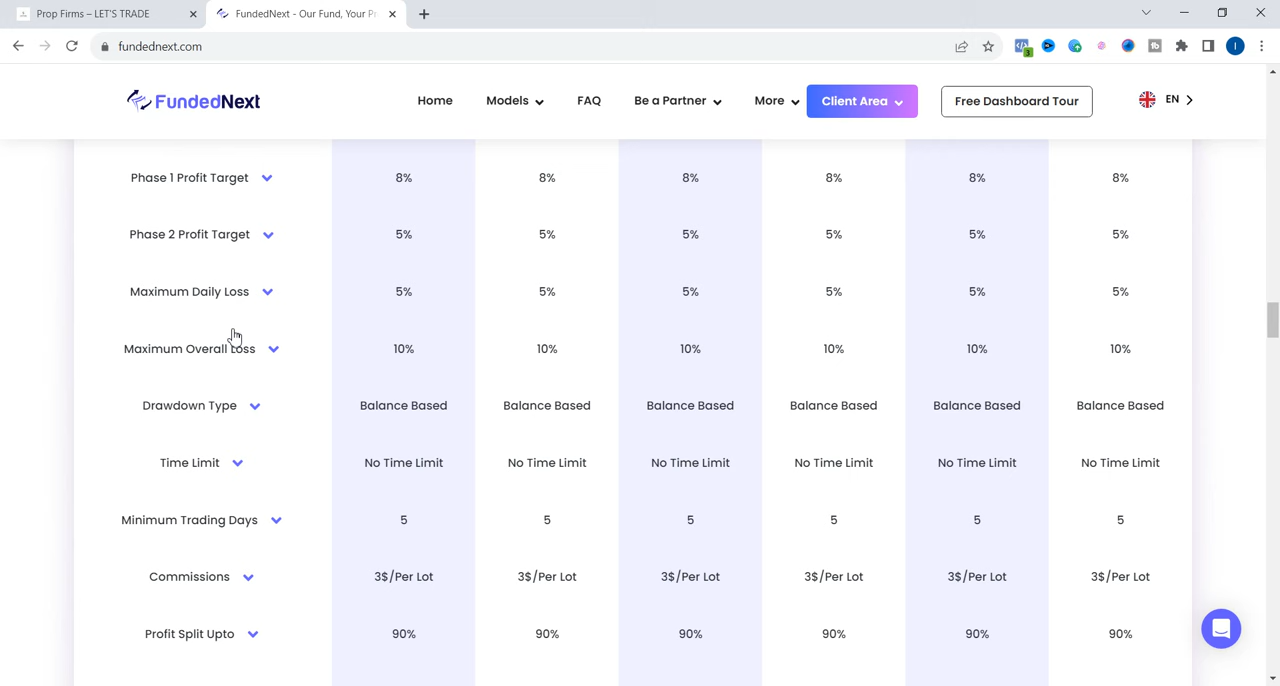 Prop Firms – LET'S TRADE
FundedNext - Our Fund, Your Pr
fundednext.com
3
I
FundedNext
Home
Models
FAQ
Be a Partner
More
Client Area
Free Dashboard Tour
EN
Phase 1 Profit Target 8% 8% 8% 8% 8% 8%
Phase 2 Profit Target 5% 5% 5% 5% 5% 5%
Maximum Daily Loss 5% 5% 5% 5% 5% 5%
Maximum Overall Loss 10% 10% 10% 10% 10% 10%
Drawdown Type Balance Based Balance Based Balance Based Balance Based Balance Based Balance Based
Time Limit No Time Limit No Time Limit No Time Limit No Time Limit No Time Limit No Time Limit
Minimum Trading Days 5 5 5 5 5 5
Commissions 3$/Per Lot 3$/Per Lot 3$/Per Lot 3$/Per Lot 3$/Per Lot 3$/Per Lot
Profit Split Upto 90% 90% 90% 90% 90% 90%